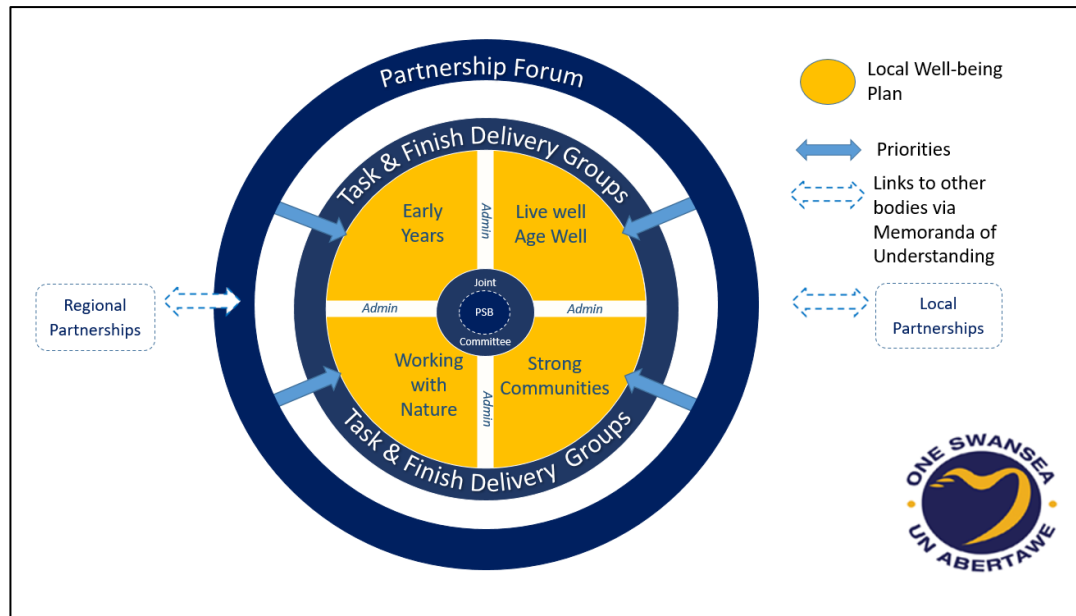 Partnership Forum
Task & Finish Delivery Groups
Early
Years
Admin
Live well
Age Well
Admin
Joint
PSB
Committee
Admin
Working
with
Nature
Admin
Strong
Communities
Task & Finish Delivery Groups
Regional
Partnerships
Local Well-being
Plan
Priorities
Links to other
bodies via
Memoranda of
Understanding
Local
Partnerships
ONE SWANSEA
UN ABERTAWE